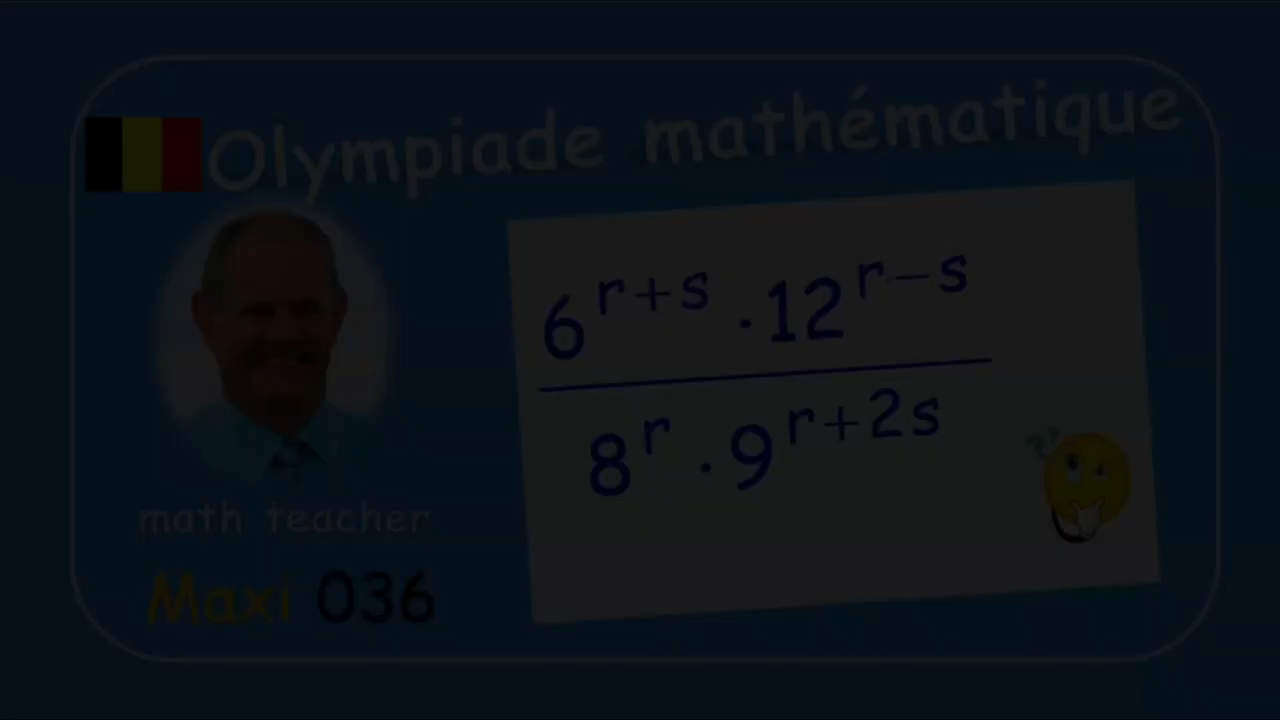 Olympiade mathématique
6^{r+s} · 12^{r−s}
8^r · 9^{r+2s}
??
math teacher
Maxi 036